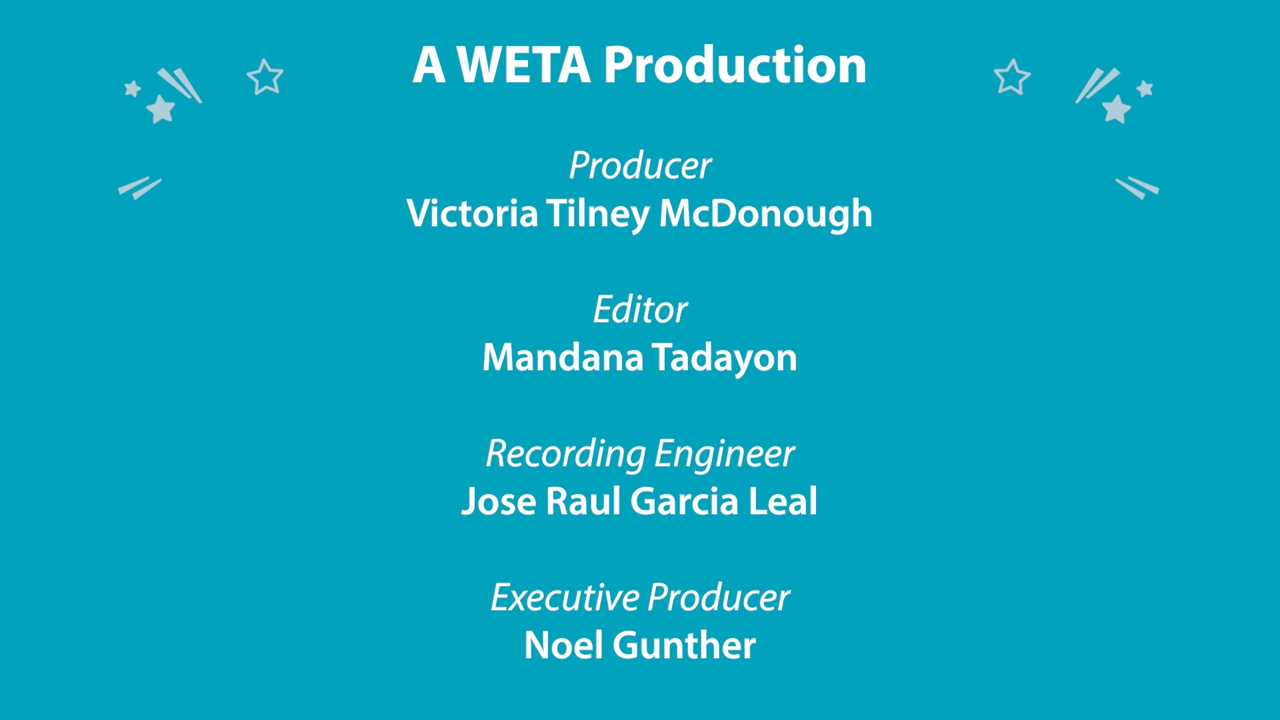 A WETA Production
Producer
Victoria Tilney McDonough
Editor
Mandana Tadayon
Recording Engineer
Jose Raul Garcia Leal
Executive Producer
Noel Gunther